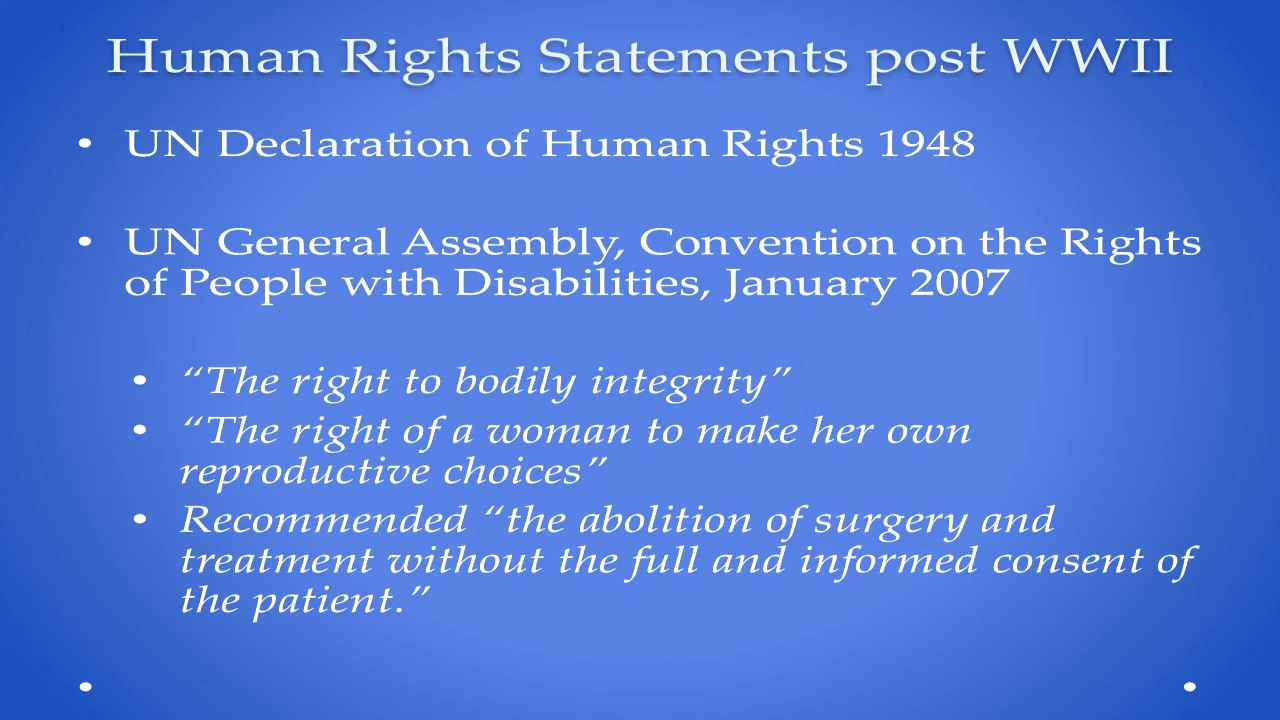 Human Rights Statements post WWII
• UN Declaration of Human Rights 1948
• UN General Assembly, Convention on the Rights
of People with Disabilities, January 2007
• “The right to bodily integrity”
• “The right of a woman to make her own
reproductive choices”
• Recommended “the abolition of surgery and
treatment without the full and informed consent of
the patient.”
• •